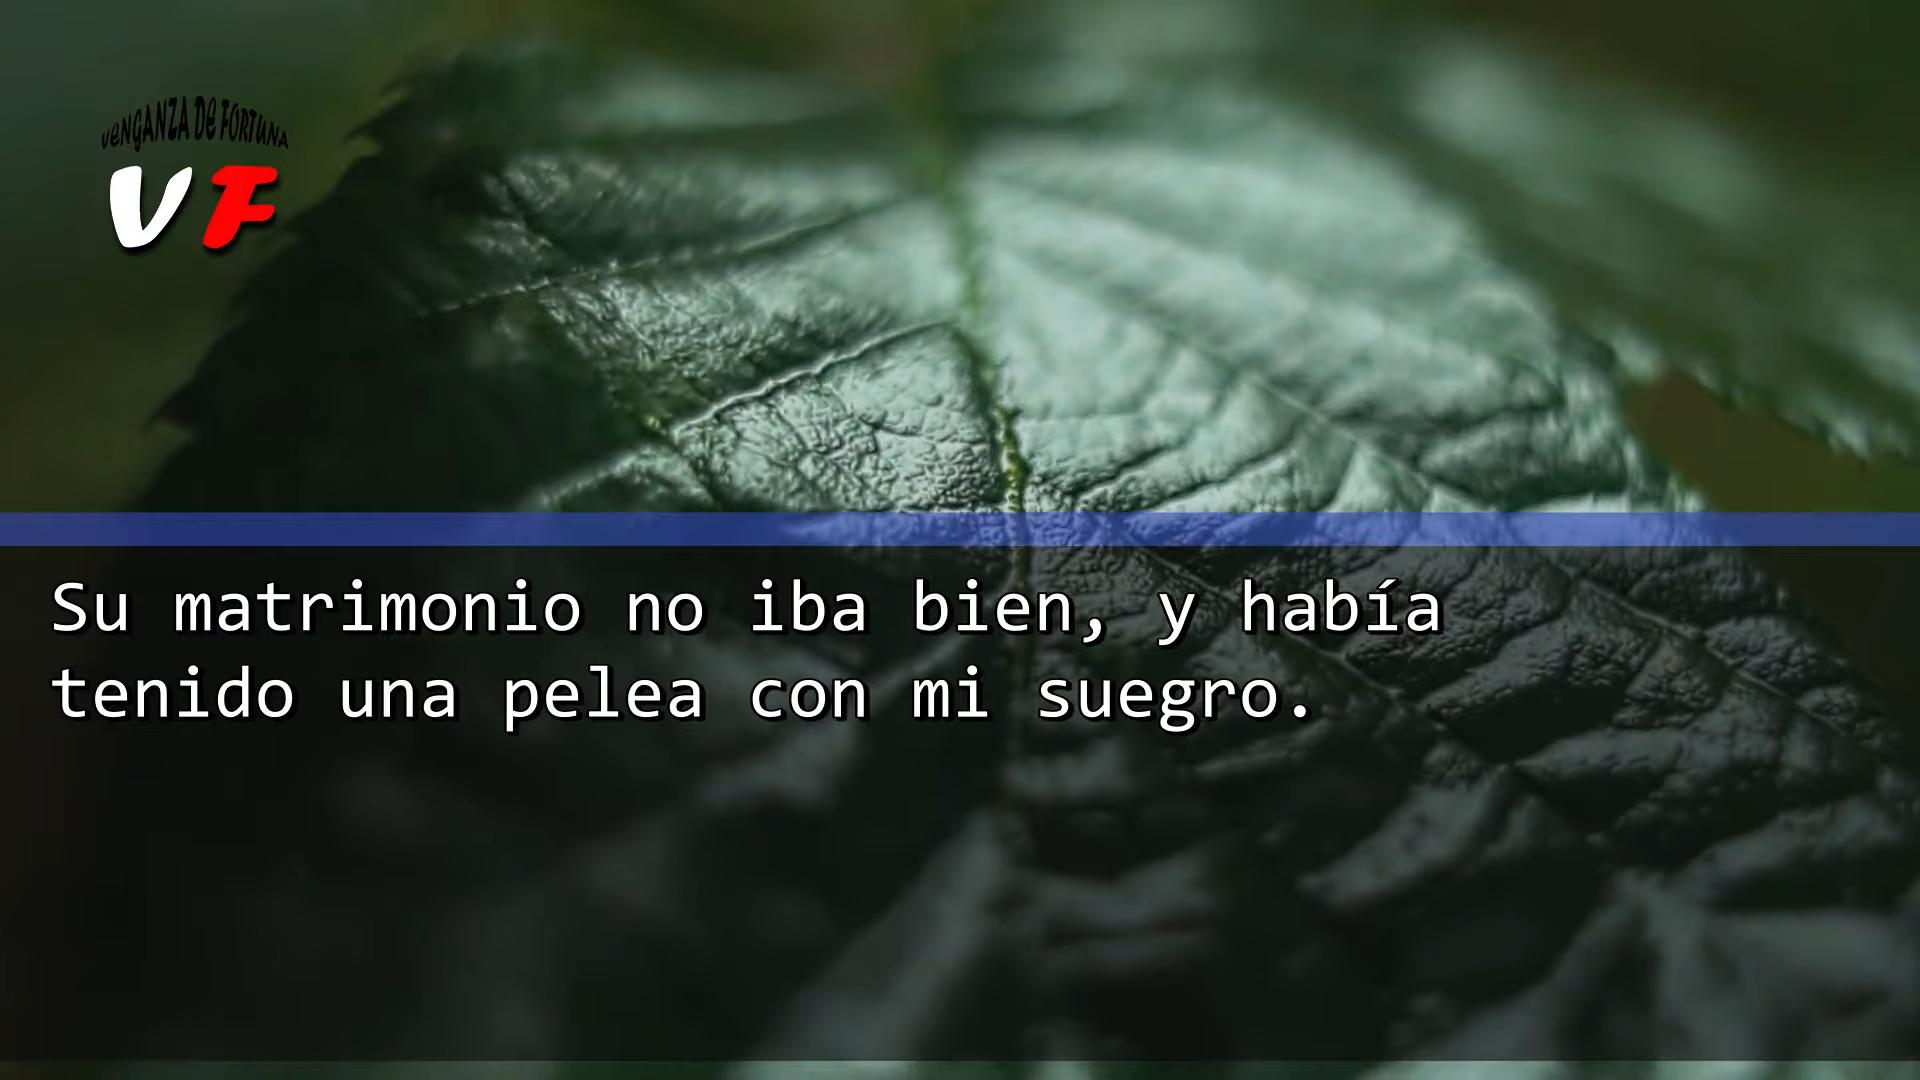 VENGANZA DE FORTUNA
VF
Su matrimonio no iba bien, y había
tenido una pelea con mi suegro.